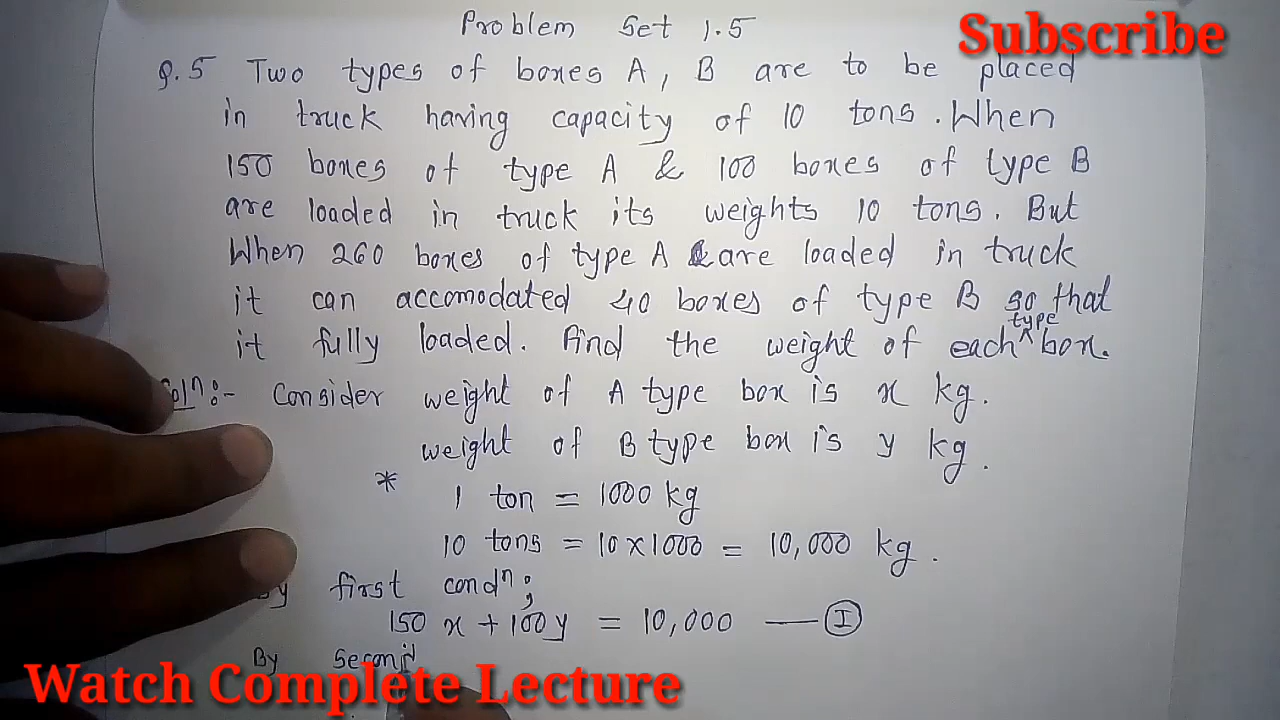 Problem Set 1.5
Subscribe
Q.5 Two types of boxes A, B are to be placed
in truck having capacity of 10 tons. When
150 boxes of type A & 100 boxes of type B
are loaded in truck its weights 10 tons. But
When 260 boxes of type A are loaded in truck
it can accomodated 40 boxes of type B so that
it fully loaded. Find the weight of each type box.
Solⁿ:- Consider weight of A type box is x kg.
weight of B type box is y kg.
* 1 ton = 1000 kg
10 tons = 10 x 1000 = 10,000 kg.
By first condⁿ;
150 x + 100 y = 10,000 — I
By Second
Watch Complete Lecture